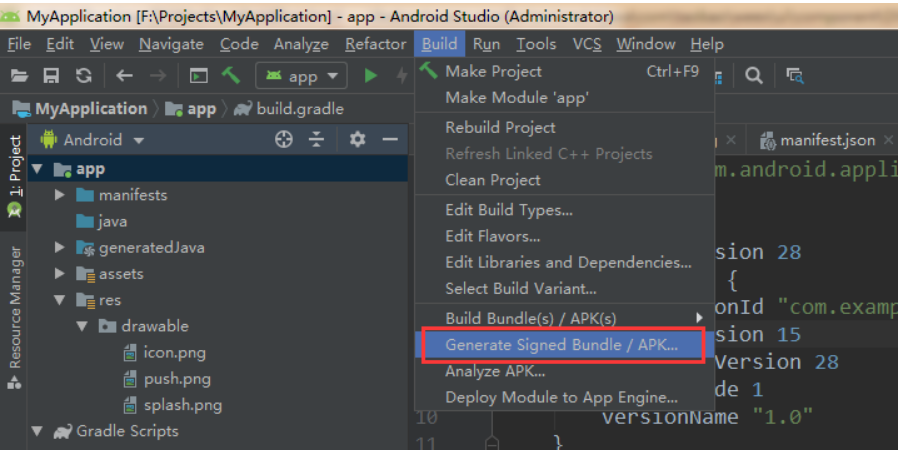 MyApplication [F:\Projects\MyApplication] - app - Android Studio (Administrator)
File Edit View Navigate Code Analyze Refactor Build Run Tools VCS Window Help
app
MyApplication app build.gradle
Android
1: Project
Resource Manager
app
manifests
java
generatedJava
assets
res
drawable
icon.png
push.png
splash.png
Gradle Scripts
Make Project Ctrl+F9
Make Module 'app'
Rebuild Project
Refresh Linked C++ Projects
Clean Project
Edit Build Types...
Edit Flavors...
Edit Libraries and Dependencies...
Select Build Variant...
Build Bundle(s) / APK(s)
Generate Signed Bundle / APK...
Analyze APK...
Deploy Module to App Engine...
manifest.json
m.android.appli
sion 28
{
onId "com.examp
sion 15
Version 28
de 1
10 versionName "1.0"
11 }